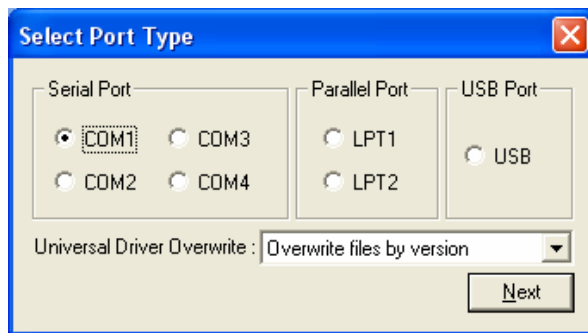 Select Port Type
Serial Port Parallel Port USB Port
COM1 COM3 LPT1 USB
COM2 COM4 LPT2
Universal Driver Overwrite : Overwrite files by version
Next